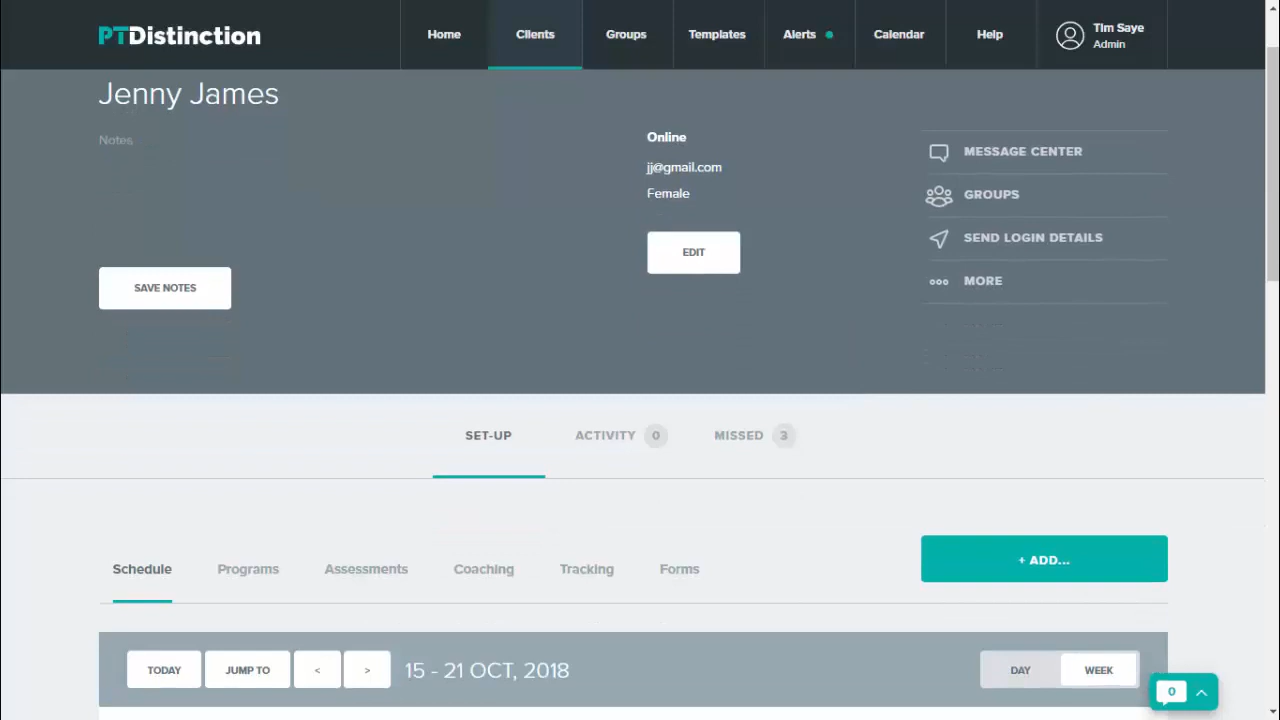 PTDistinction
Home
Clients
Groups
Templates
Alerts
Calendar
Help
Tim Saye
Admin
Jenny James
Notes
SAVE NOTES
Online
jj@gmail.com
Female
EDIT
MESSAGE CENTER
GROUPS
SEND LOGIN DETAILS
MORE
SET-UP
ACTIVITY 0
MISSED 3
Schedule
Programs
Assessments
Coaching
Tracking
Forms
+ ADD...
TODAY
JUMP TO
<
>
15 - 21 OCT, 2018
DAY
WEEK
0